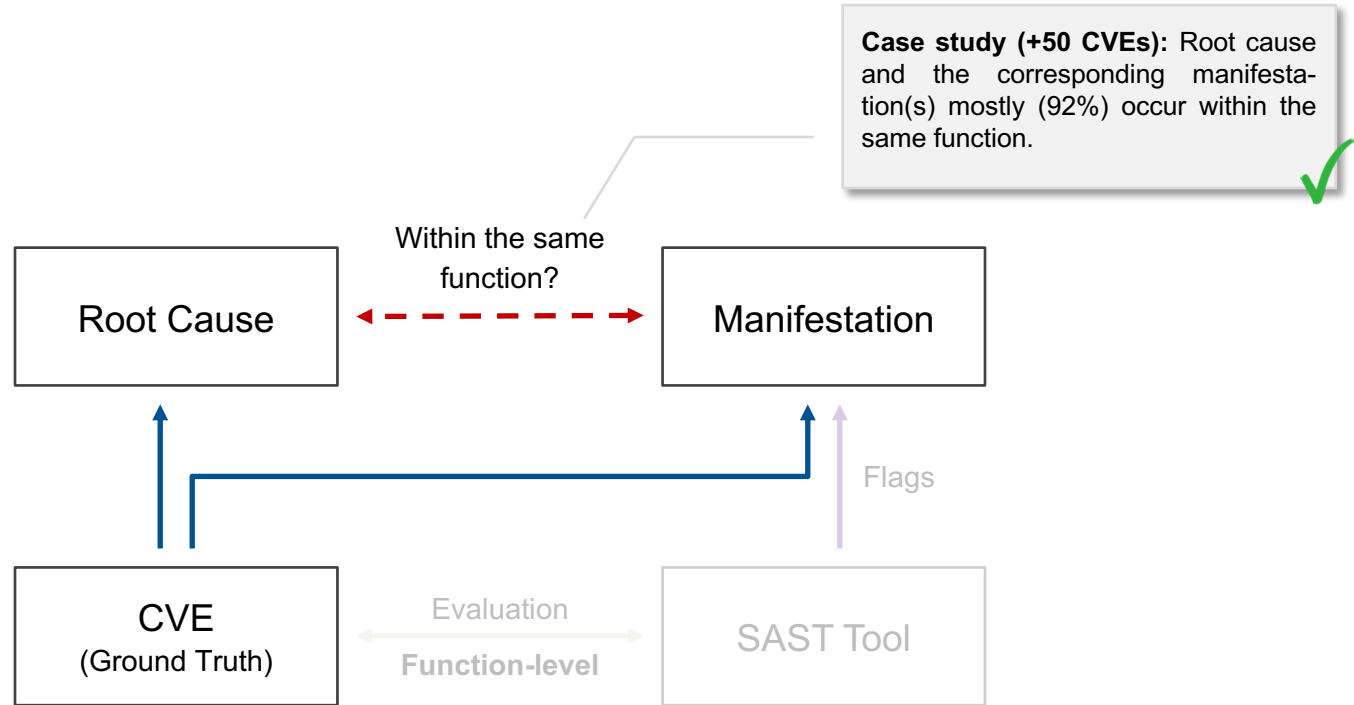 Case study (+50 CVEs): Root cause
and the corresponding manifesta-
tion(s) mostly (92%) occur within the
same function.
Within the same
function?
Root Cause
Manifestation
Flags
CVE
(Ground Truth)
Evaluation
Function-level
SAST Tool